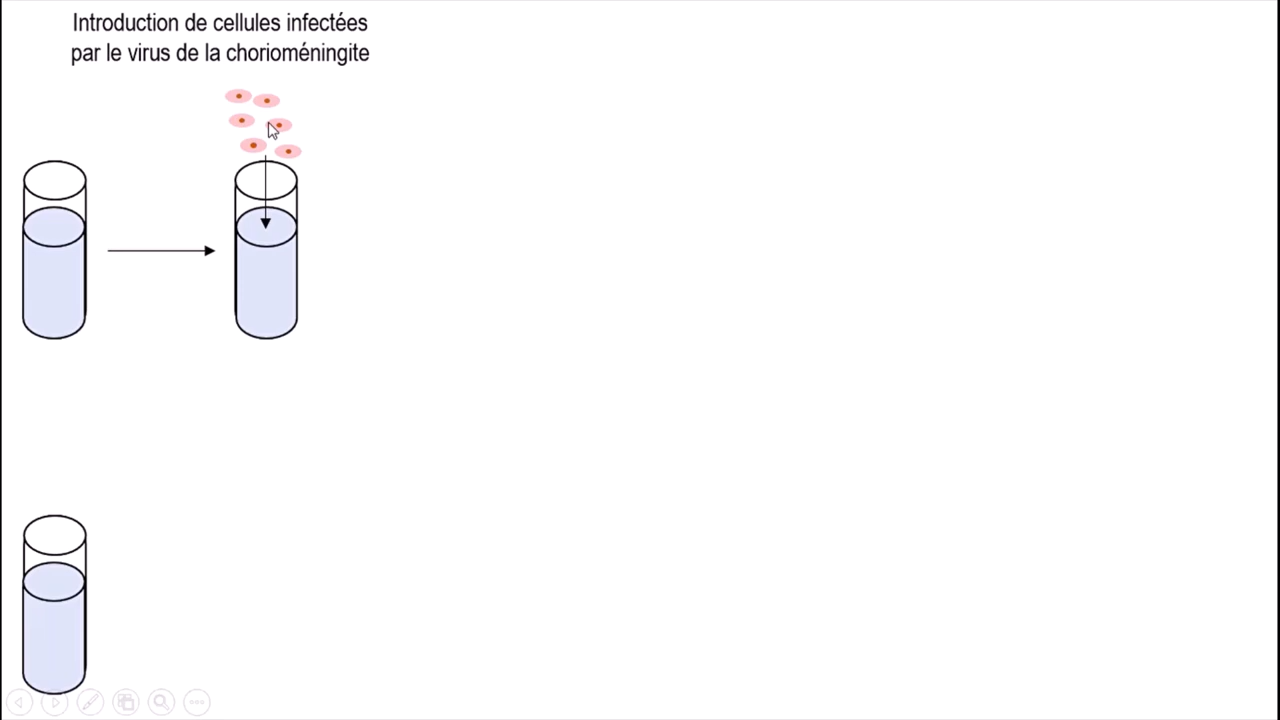 Introduction de cellules infectées
par le virus de la chorioméningite